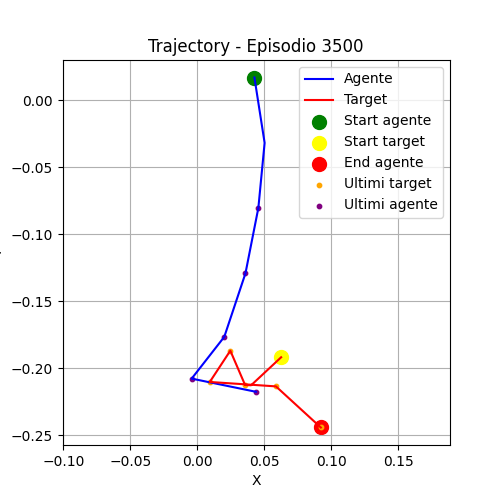 Trajectory - Episodio 3500
Agente
Target
Start agente
Start target
End agente
Ultimi target
Ultimi agente
0.00
−0.05
−0.10
−0.15
−0.20
−0.25
−0.10
−0.05
0.00
0.05
0.10
0.15
X